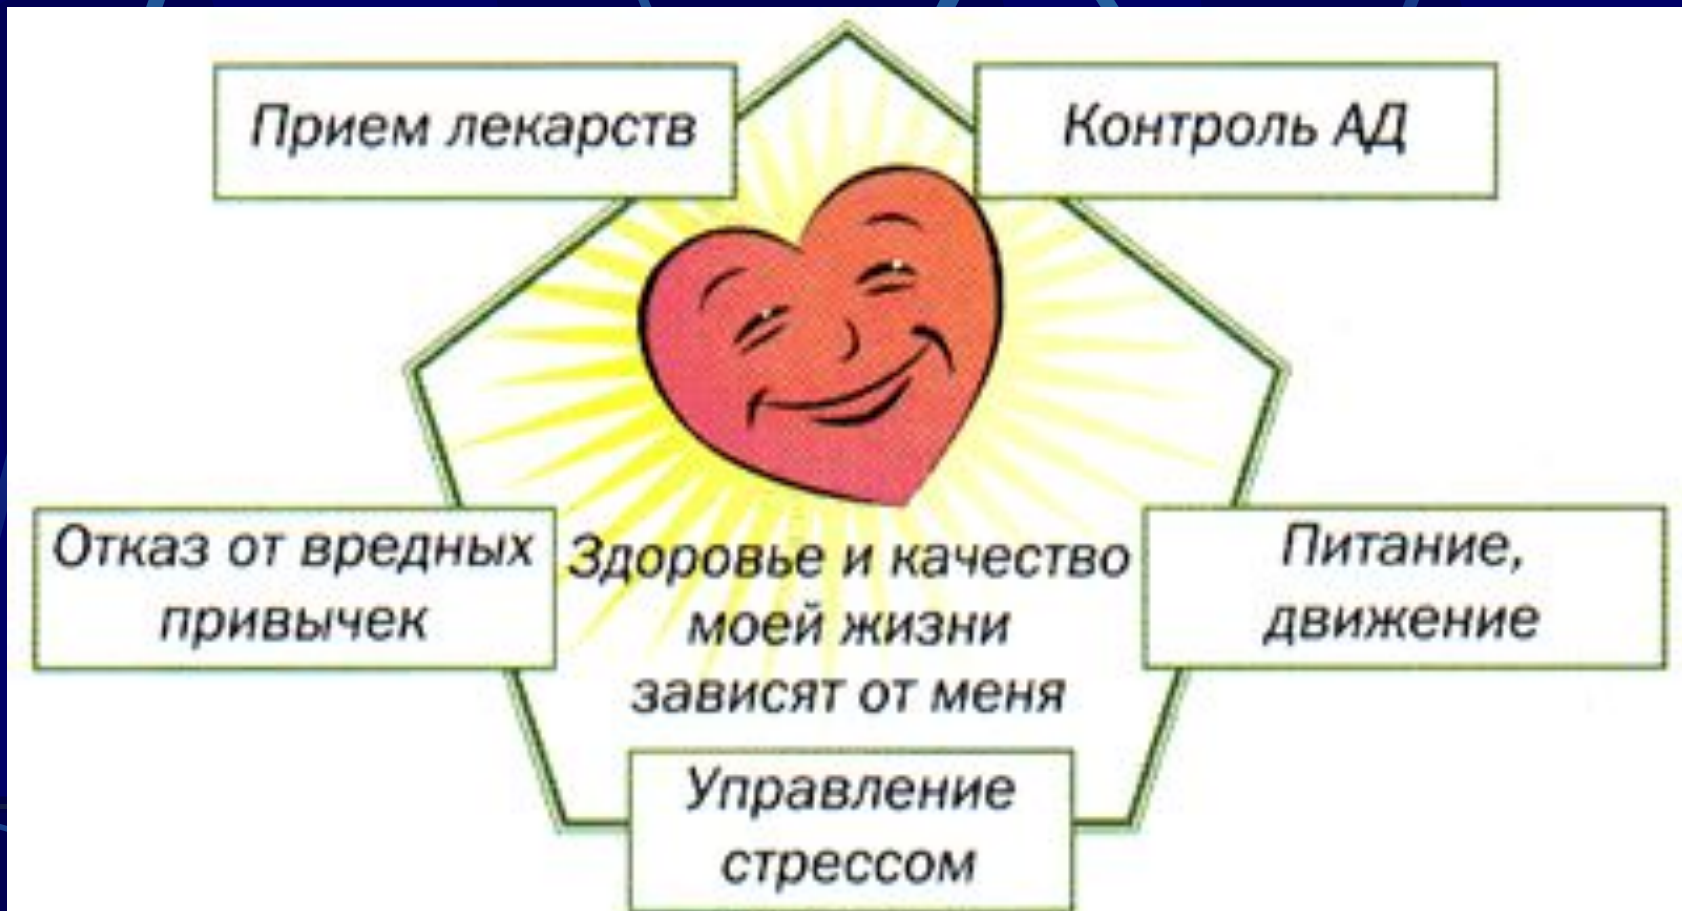 Прием лекарств
Контроль АД
Отказ от вредных
привычек
Здоровье и качество
моей жизни
зависят от меня
Питание,
движение
Управление
стрессом